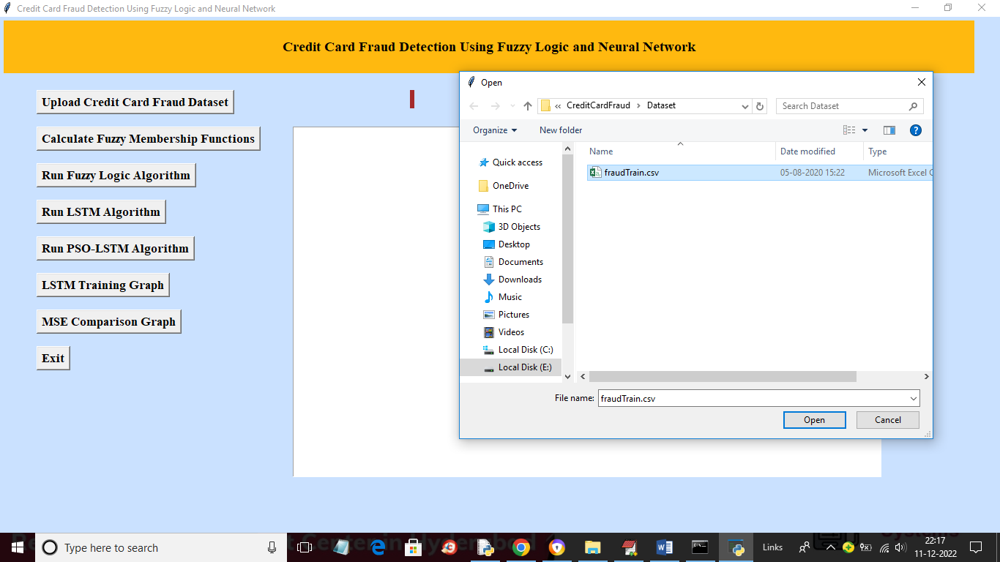 Credit Card Fraud Detection Using Fuzzy Logic and Neural Network
Credit Card Fraud Detection Using Fuzzy Logic and Neural Network
Upload Credit Card Fraud Dataset
Calculate Fuzzy Membership Functions
Run Fuzzy Logic Algorithm
Run LSTM Algorithm
Run PSO-LSTM Algorithm
LSTM Training Graph
MSE Comparison Graph
Exit
Open
« CreditCardFraud > Dataset
Search Dataset
Organize
New folder
Name
Date modified
Type
Quick access
OneDrive
This PC
3D Objects
Desktop
Documents
Downloads
Music
Pictures
Videos
Local Disk (C:)
Local Disk (E:)
fraudTrain.csv
05-08-2020 15:22
Microsoft Excel C
File name:
fraudTrain.csv
Open
Cancel
Type here to search
Links
22:17
11-12-2022